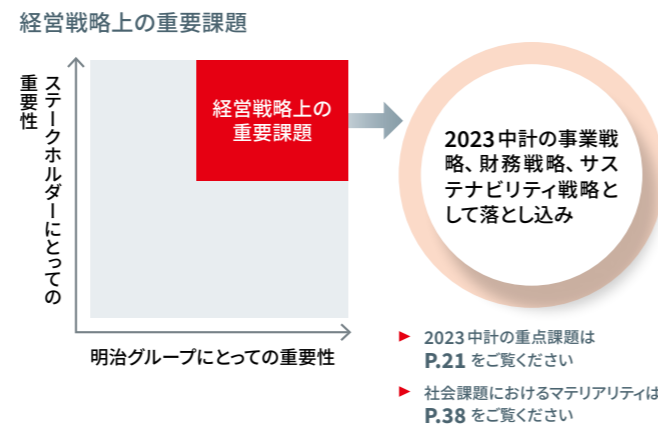 経営戦略上の重要課題
ステークホルダーにとっての
重要性
経営戦略上の
重要課題
2023中計の事業戦
略、財務戦略、サス
テナビリティ戦略と
して落とし込み
明治グループにとっての重要性
► 2023中計の重点課題は
P.21 をご覧ください
► 社会課題におけるマテリアリティは
P.38 をご覧ください